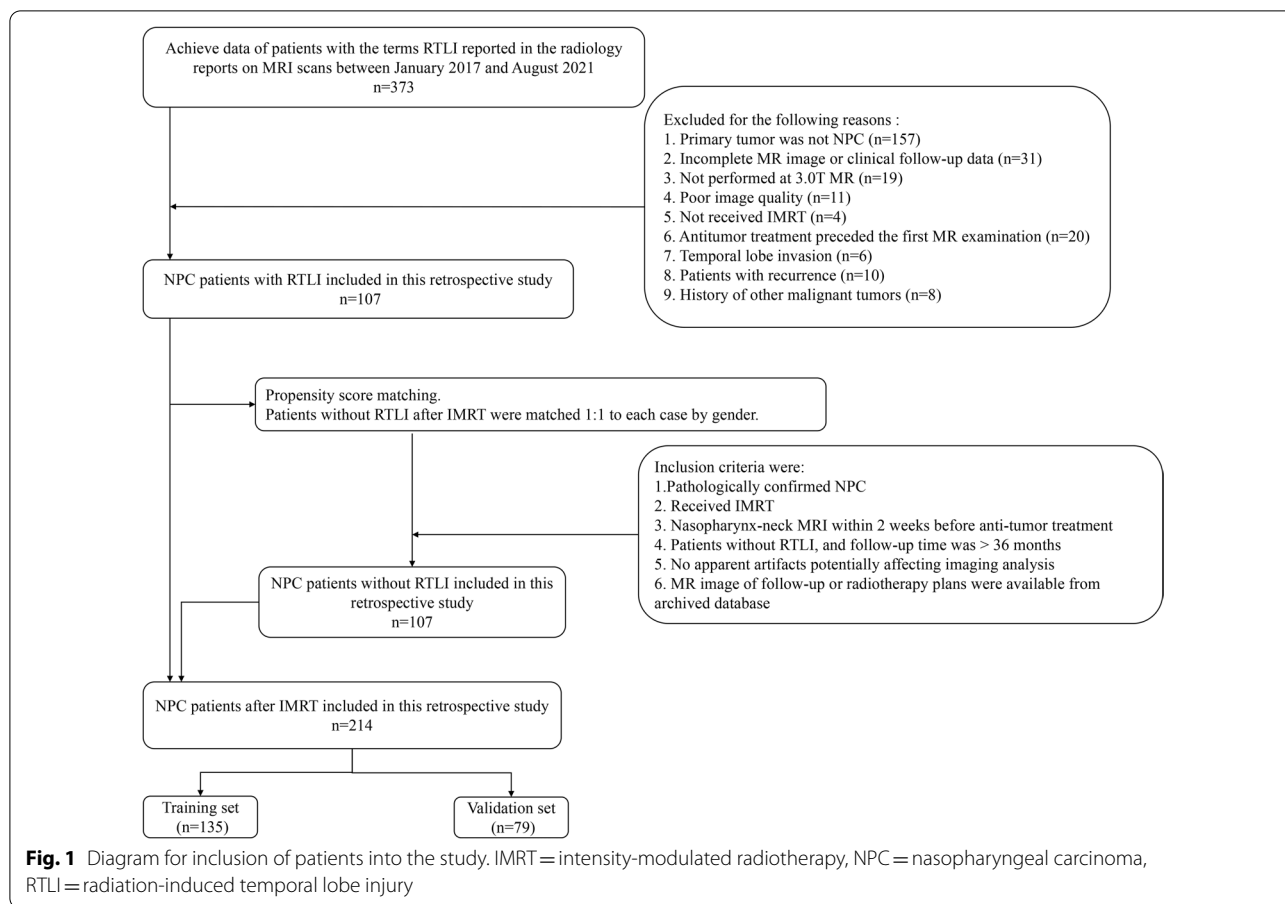 Achieve data of patients with the terms RTLI reported in the radiology
reports on MRI scans between January 2017 and August 2021
n=373
Excluded for the following reasons :
1. Primary tumor was not NPC (n=157)
2. Incomplete MR image or clinical follow-up data (n=31)
3. Not performed at 3.0T MR (n=19)
4. Poor image quality (n=11)
5. Not received IMRT (n=4)
6. Antitumor treatment preceded the first MR examination (n=20)
7. Temporal lobe invasion (n=6)
8. Patients with recurrence (n=10)
9. History of other malignant tumors (n=8)
NPC patients with RTLI included in this retrospective study
n=107
Propensity score matching.
Patients without RTLI after IMRT were matched 1:1 to each case by gender.
Inclusion criteria were:
1.Pathologically confirmed NPC
2. Received IMRT
3. Nasopharynx-neck MRI within 2 weeks before anti-tumor treatment
4. Patients without RTLI, and follow-up time was > 36 months
5. No apparent artifacts potentially affecting imaging analysis
6. MR image of follow-up or radiotherapy plans were available from
archived database
NPC patients without RTLI included in this
retrospective study
n=107
NPC patients after IMRT included in this retrospective study
n=214
Training set
(n=135)
Validation set
(n=79)
Fig. 1 Diagram for inclusion of patients into the study. IMRT = intensity-modulated radiotherapy, NPC = nasopharyngeal carcinoma,
RTLI = radiation-induced temporal lobe injury